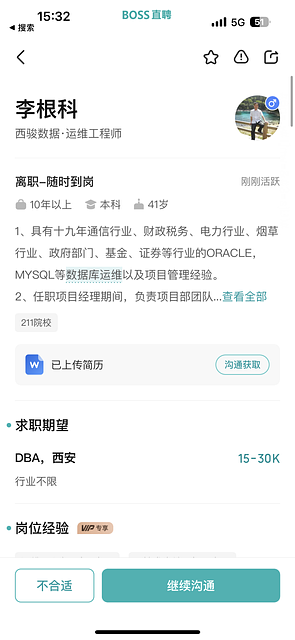 15:32
BOSS直聘
5G
51
◀ 搜索
李根科
西骏数据·运维工程师
离职-随时到岗
刚刚活跃
10年以上
本科
41岁
1、具有十九年通信行业、财政税务、电力行业、烟草
行业、政府部门、基金、证券等行业的ORACLE，
MYSQL等数据库运维以及项目管理经验。
2、任职项目经理期间，负责项目部团队...查看全部
211院校
W
已上传简历
沟通获取
求职期望
DBA，西安
15-30K
行业不限
岗位经验
VIP专享
不合适
继续沟通